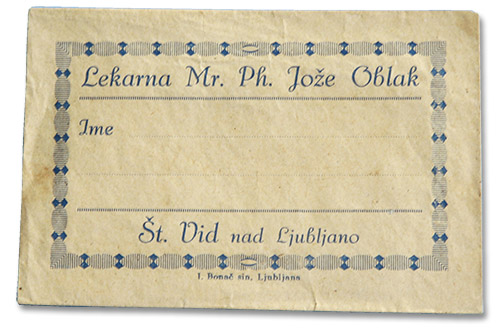 Lekarna Mr. Ph. Jože Oblak
Ime
Št. Vid nad Ljubljano
I. Bonač sin, Ljubljana